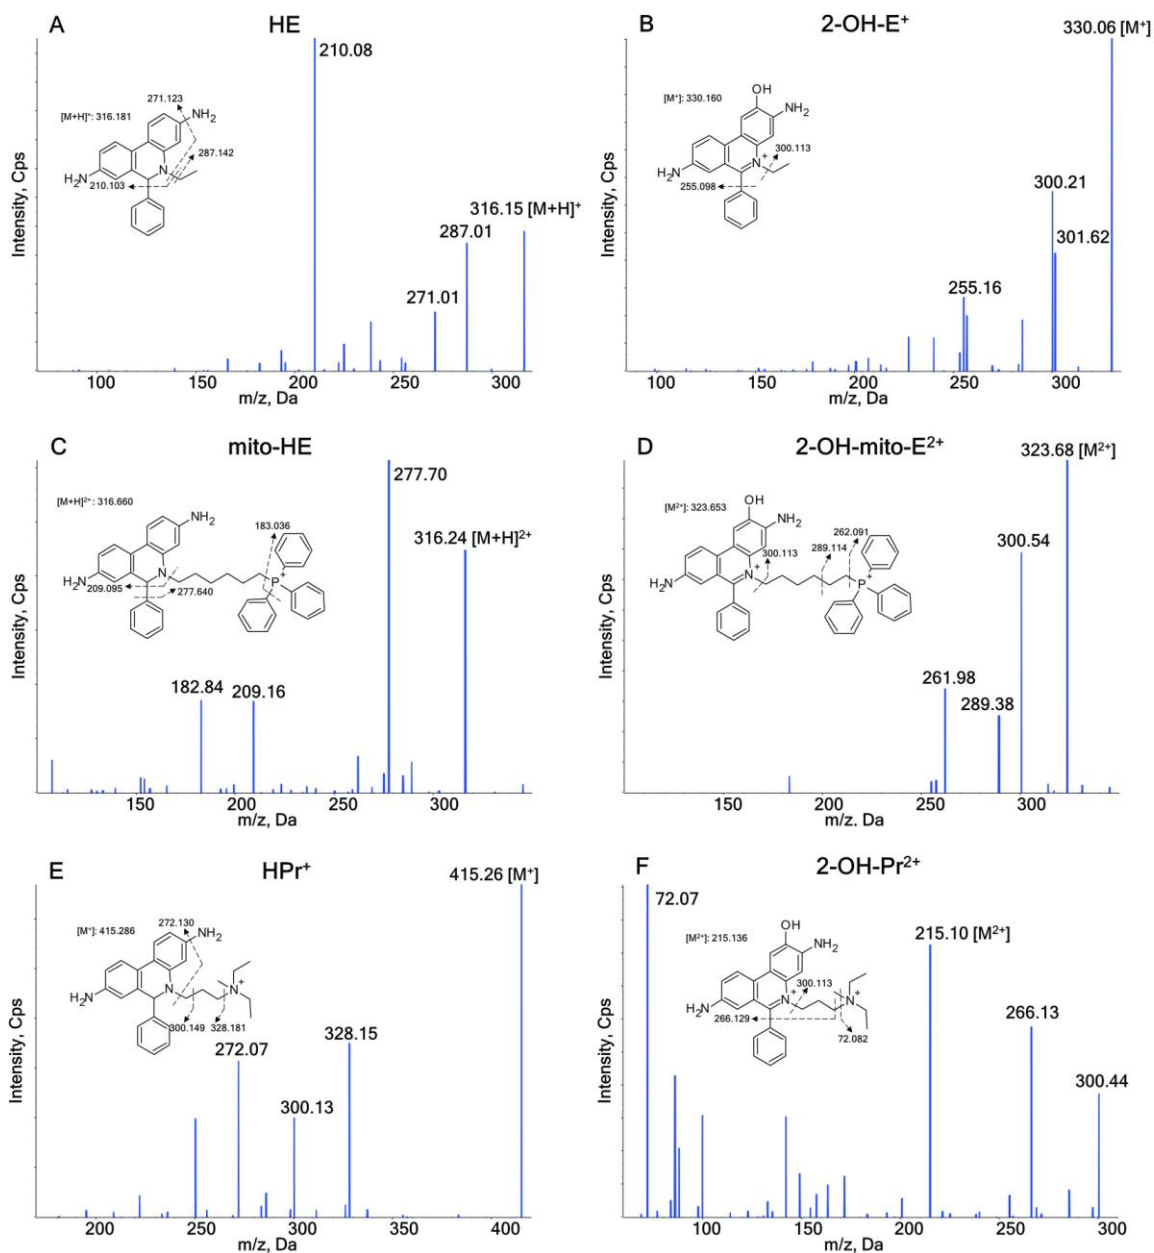 A
HE
Intensity, Cps
210.08
271.123
NH2
[M+H]+: 316.181
287.142
N
H2N
210.103
316.15 [M+H]+
287.01
271.01
100
150
200
250
300
m/z, Da
B
2-OH-E+
330.06 [M+]
Intensity, Cps
[M+]: 330.160
OH
NH2
300.113
N+
H2N
255.098
300.21
301.62
255.16
100
150
200
250
300
m/z, Da
C
mito-HE
Intensity, Cps
277.70
[M+H]2+: 316.660
NH2
183.036
316.24 [M+H]2+
H2N
N
P+
209.095
277.640
182.84
209.16
150
200
250
300
m/z, Da
D
2-OH-mito-E2+
323.68 [M2+]
Intensity, Cps
[M2+]: 323.653
OH
NH2
262.091
300.113
289.114
300.54
N+
P+
H2N
261.98
289.38
150
200
250
300
m/z. Da
E
HPr+
415.26 [M+]
Intensity, Cps
272.130
[M+]: 415.286
NH2
H2N
N
N+
300.149
328.181
272.07
328.15
300.13
200
250
300
350
400
m/z, Da
F
2-OH-Pr2+
Intensity, Cps
72.07
[M2+]: 215.136
OH
NH2
215.10 [M2+]
300.113
N+
N+
H2N
266.129
72.082
266.13
300.44
100
150
200
250
300
m/z, Da